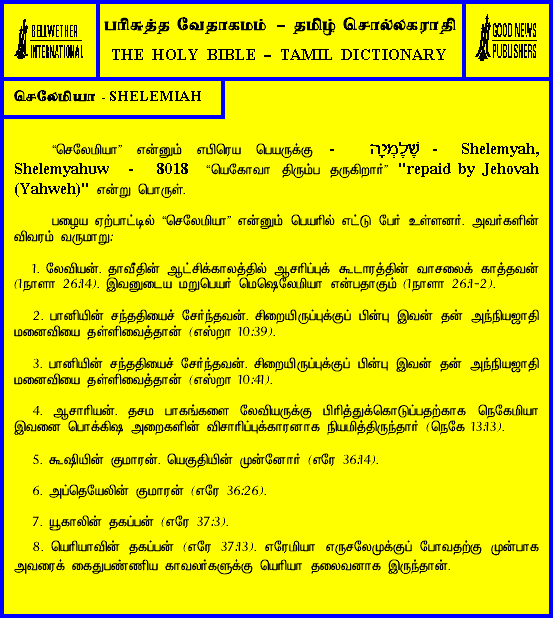 BELLWETHER
INTERNATIONAL
பரிசுத்த வேதாகமம் – தமிழ் சொல்லகராதி
THE HOLY BIBLE – TAMIL DICTIONARY
GOOD NEWS
PUBLISHERS
செலேமியா - SHELEMIAH
“செலேமியா” என்னும் எபிரெய பெயருக்கு - שֶׁלֶמְיָה - Shelemyah,
Shelemyahuw - 8018 “யெகோவா திரும்ப தருகிறார்” "repaid by Jehovah
(Yahweh)" என்று பொருள்.
பழைய ஏற்பாட்டில் “செலேமியா” என்னும் பெயரில் எட்டு பேர் உள்ளனர். அவர்களின்
விவரம் வருமாறு:
1. லேவியன். தாவீதின் ஆட்சிக்காலத்தில் ஆசரிப்புக் கூடாரத்தின் வாசலைக் காத்தவன்
(1நாளா 26:14). இவனுடைய மறுபெயர் மெஷெலேமியா என்பதாகும் (1நாளா 26:1-2).
2. பானியின் சந்ததியைச் சேர்ந்தவன். சிறையிருப்புக்குப் பின்பு இவன் தன் அந்நியஜாதி
மனைவியை தள்ளிவைத்தான் (எஸ்றா 10:39).
3. பானியின் சந்ததியைச் சேர்ந்தவன். சிறையிருப்புக்குப் பின்பு இவன் தன் அந்நியஜாதி
மனைவியை தள்ளிவைத்தான் (எஸ்றா 10:41).
4. ஆசாரியன். தசம பாகங்களை லேவியருக்கு பிரித்துக்கொடுப்பதற்காக நெகேமியா
இவனை பொக்கிஷ அறைகளின் விசாரிப்புக்காரனாக நியமித்திருந்தார் (நெகே 13:13).
5. கூஷியின் குமாரன். யெகுதியின் முன்னோர் (எரே 36:14).
6. அப்தெயேலின் குமாரன் (எரே 36:26).
7. யூகாலின் தகப்பன் (எரே 37:3).
8. யெரியாவின் தகப்பன் (எரே 37:13). எரேமியா எருசலேமுக்குப் போவதற்கு முன்பாக
அவரைக் கைதுபண்ணிய காவலர்களுக்கு யெரியா தலைவனாக இருந்தான்.